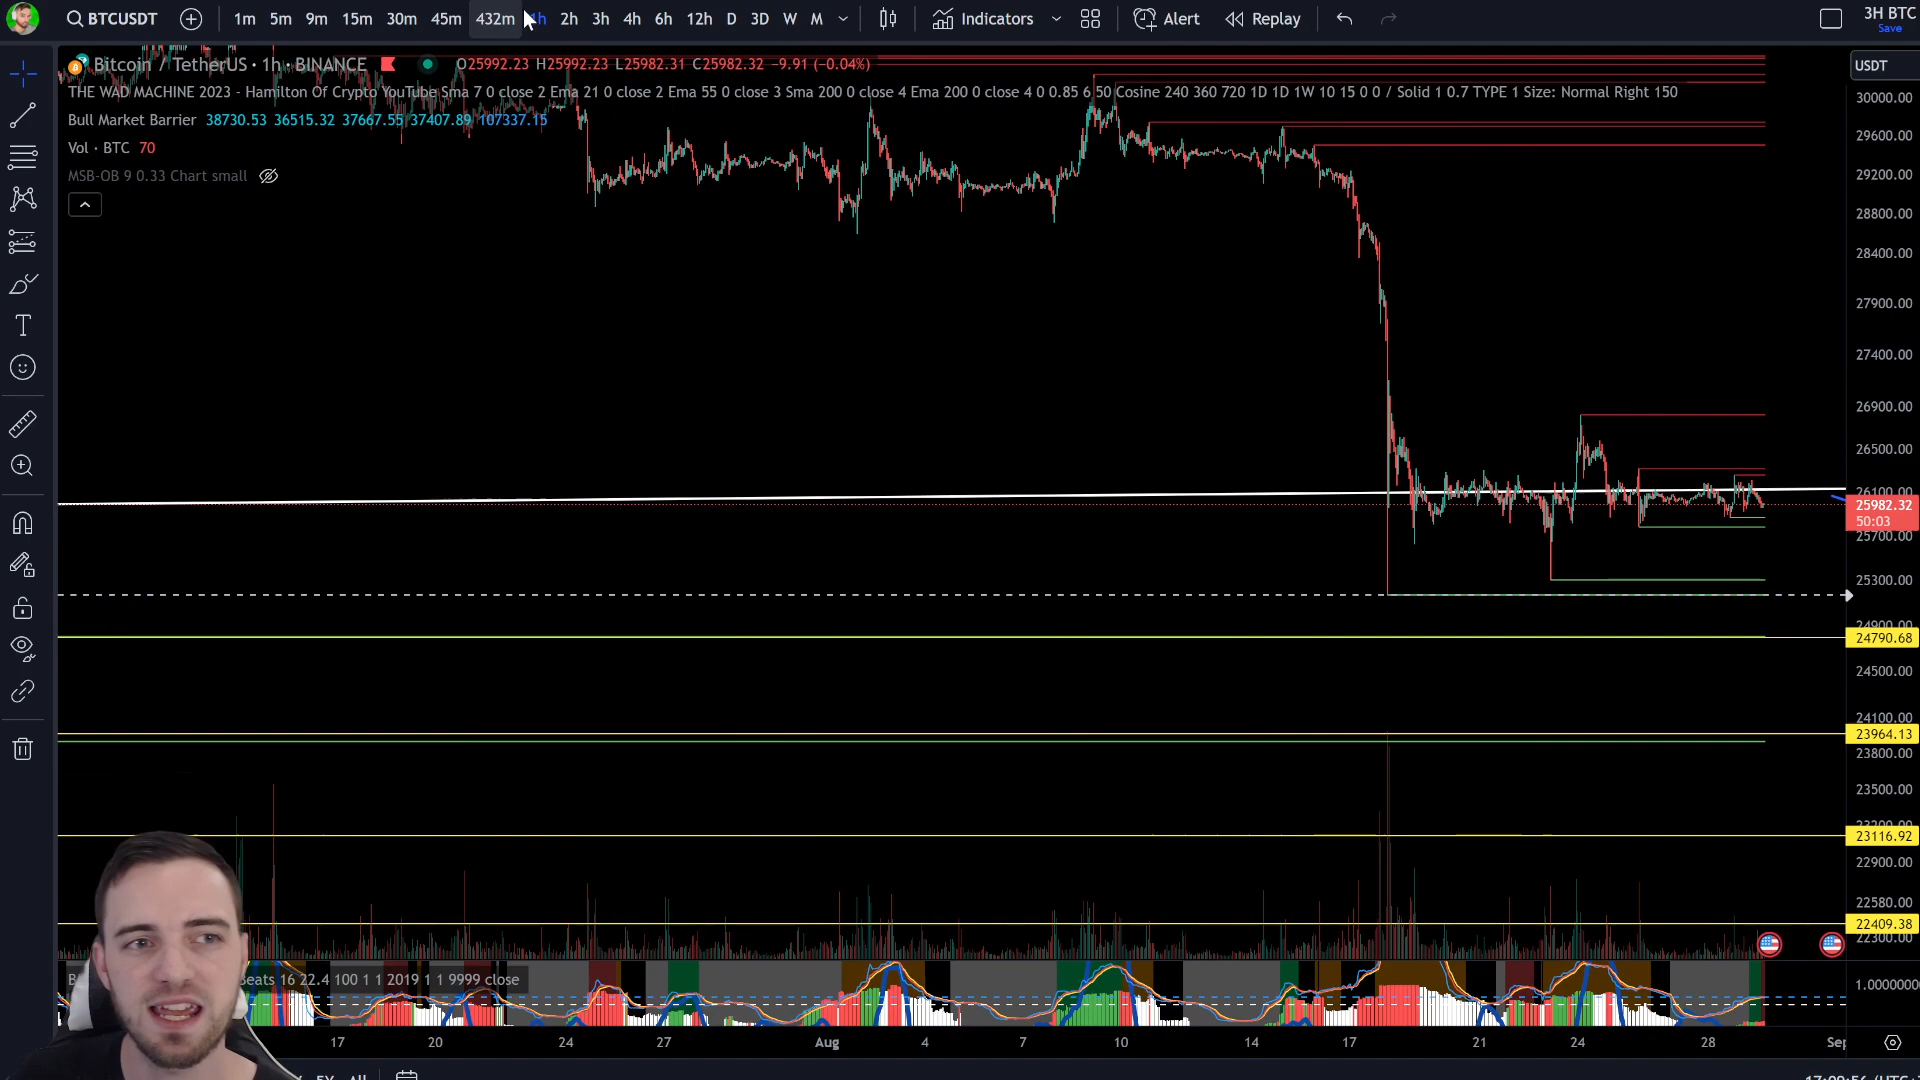 BTCUSDT 1m 5m 9m 15m 30m 45m 432m 1h 2h 3h 4h 6h 12h D 3D W M Indicators Alert Replay 3H BTC
Save
Bitcoin / TetherUS · 1h · BINANCE O25992.23 H25992.23 L25982.31 C25982.32 −9.91 (−0.04%)
USDT
THE WAD MACHINE 2023 - Hamilton Of Crypto YouTube Sma 7 0 close 2 Ema 21 0 close 2 Ema 55 0 close 3 Sma 200 0 close 4 Ema 200 0 close 4 0 0.85 6 50 Cosine 240 360 720 1D 1D 1W 10 15 0 0 / Solid 1 0.7 TYPE 1 Size: Normal Right 150
30000.00
Bull Market Barrier 38730.53 36515.32 37667.55 37407.89 107337.15
29600.00
Vol · BTC 70
MSB-OB 9 0.33 Chart small
29200.00
28800.00
28400.00
27900.00
27400.00
26900.00
26500.00
26100.00
25982.32
50:03
25700.00
25300.00
24900.00
24790.68
24500.00
24100.00
23964.13
23800.00
23500.00
23116.92
22900.00
22580.00
22409.38
22300.00
Beats 16 22.4 100 1 1 2019 1 1 9999 close
1.0000000
17 20 24 27 Aug 4 7 10 14 17 21 24 28 Sep
5Y All